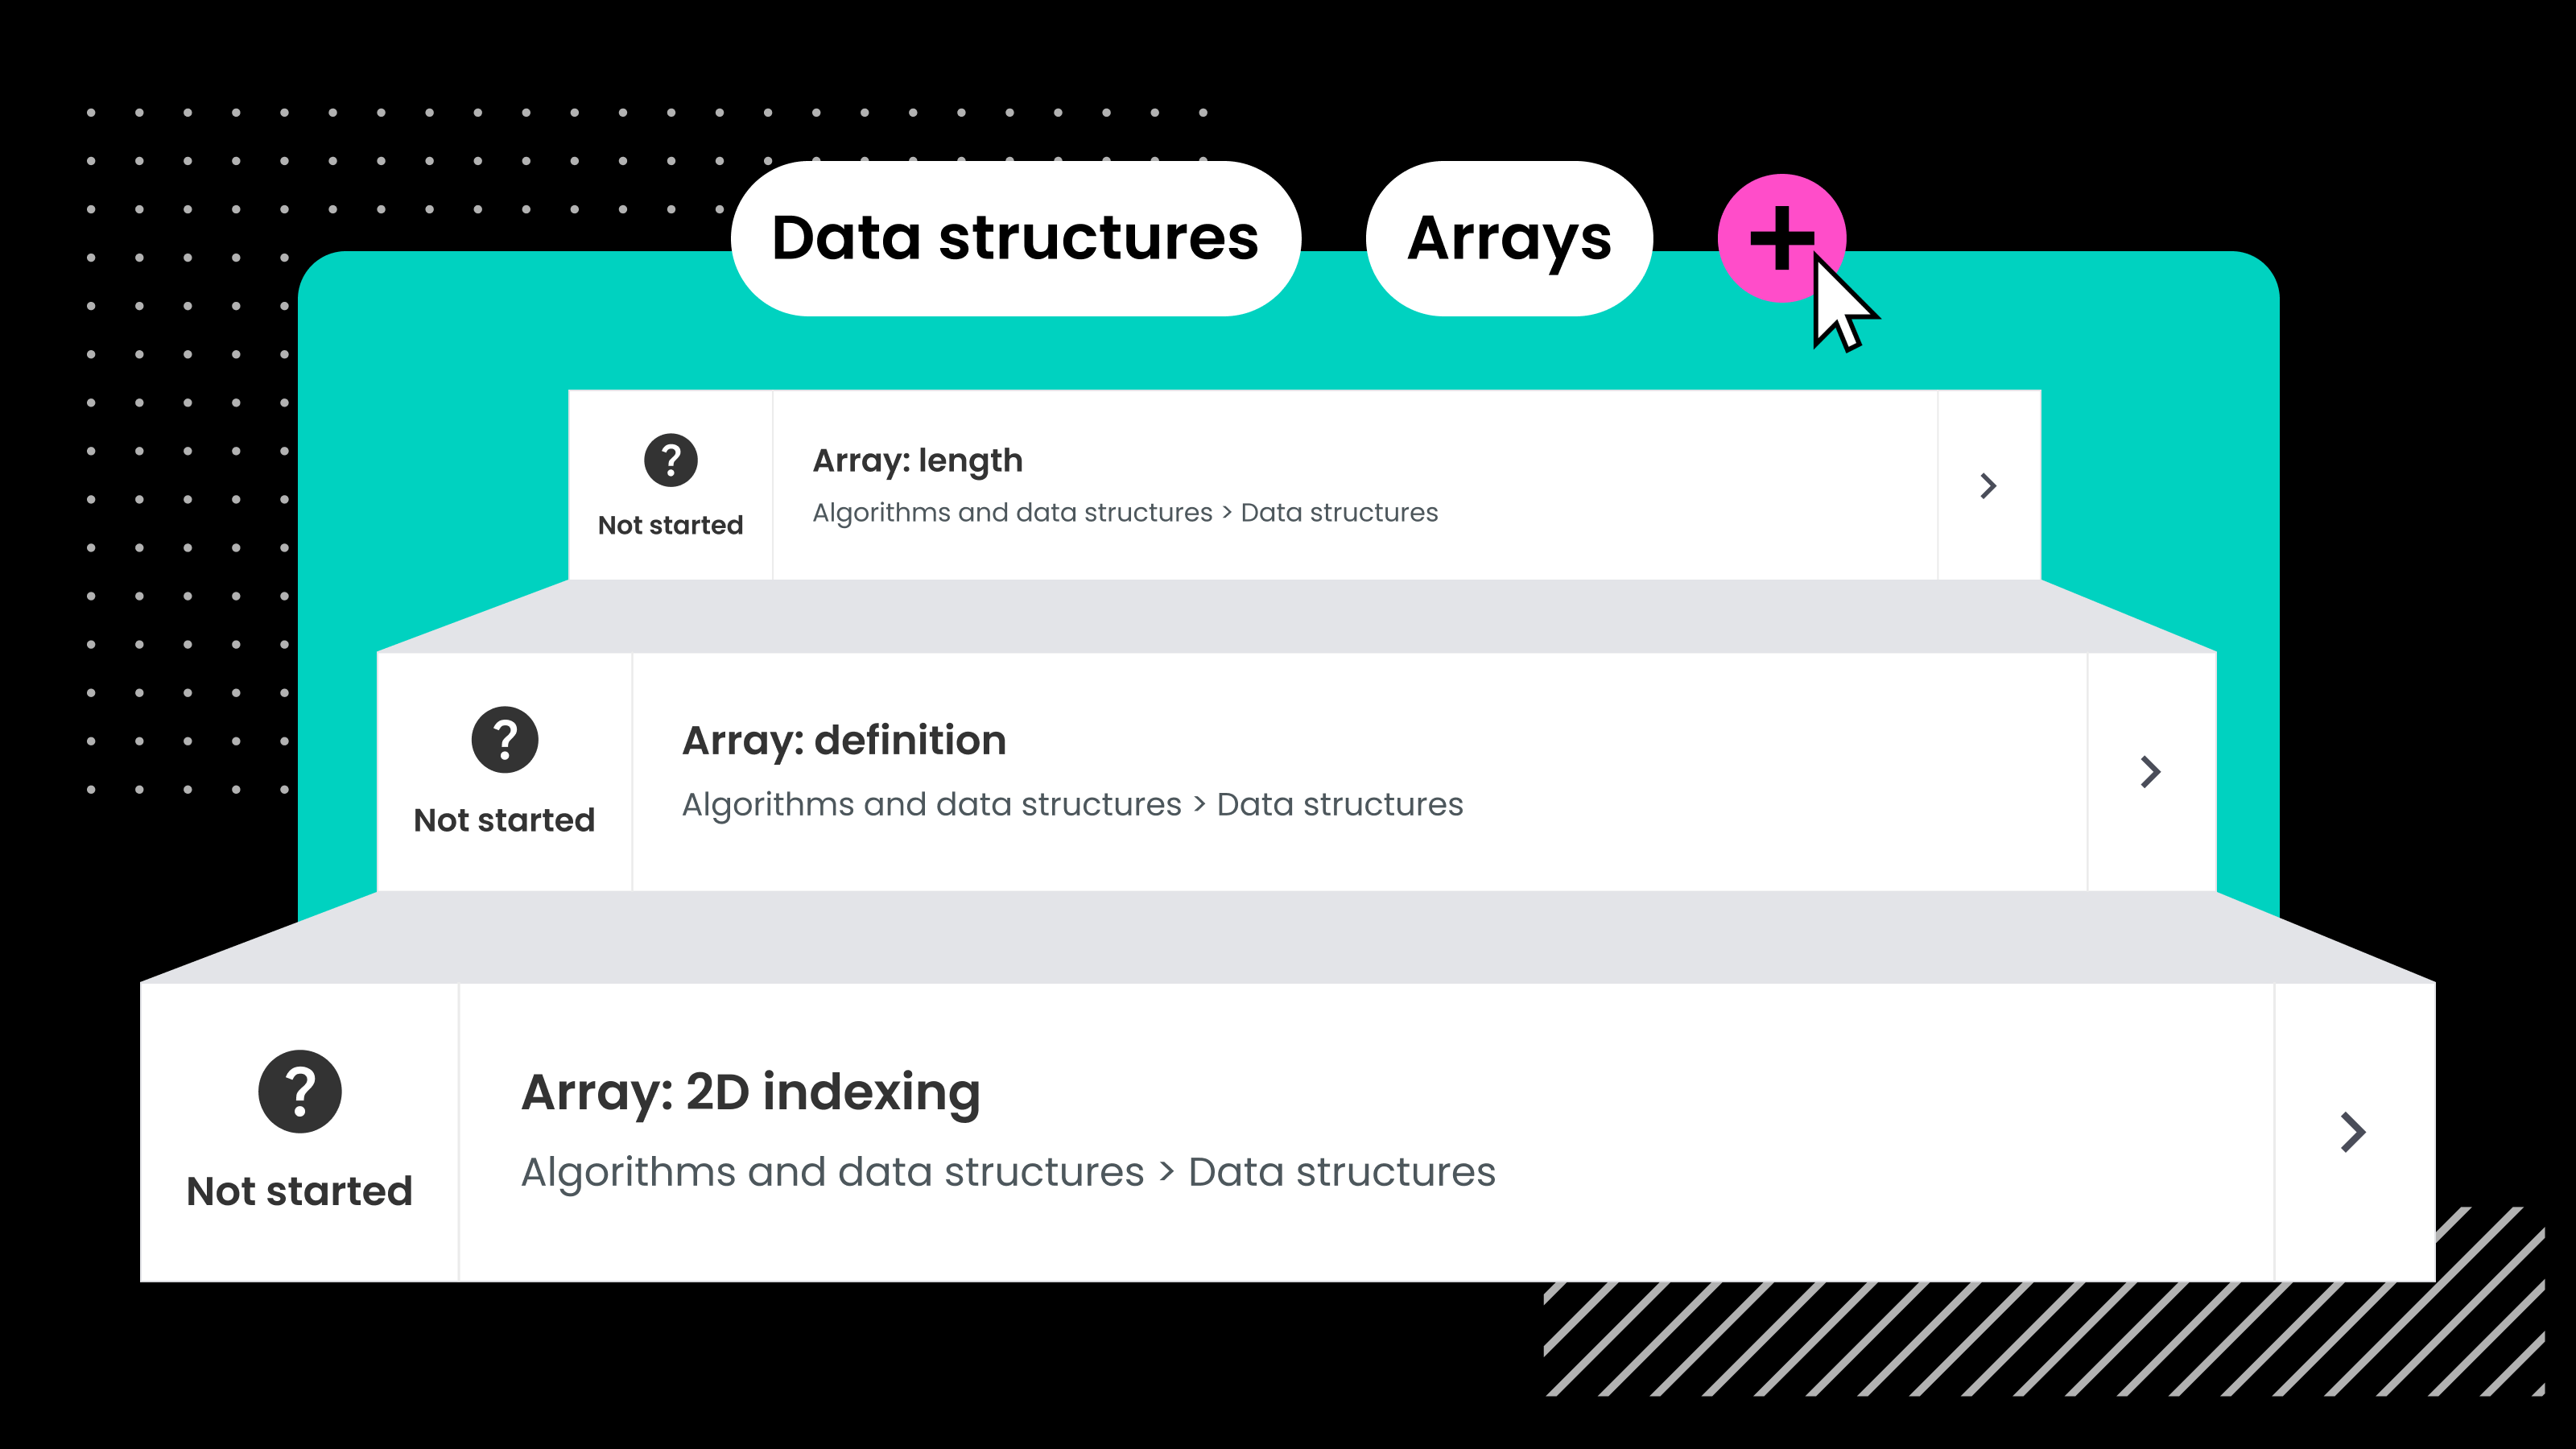 Data structures
Arrays
+
?
Not started
Array: length
Algorithms and data structures > Data structures
?
Not started
Array: definition
Algorithms and data structures > Data structures
?
Not started
Array: 2D indexing
Algorithms and data structures > Data structures